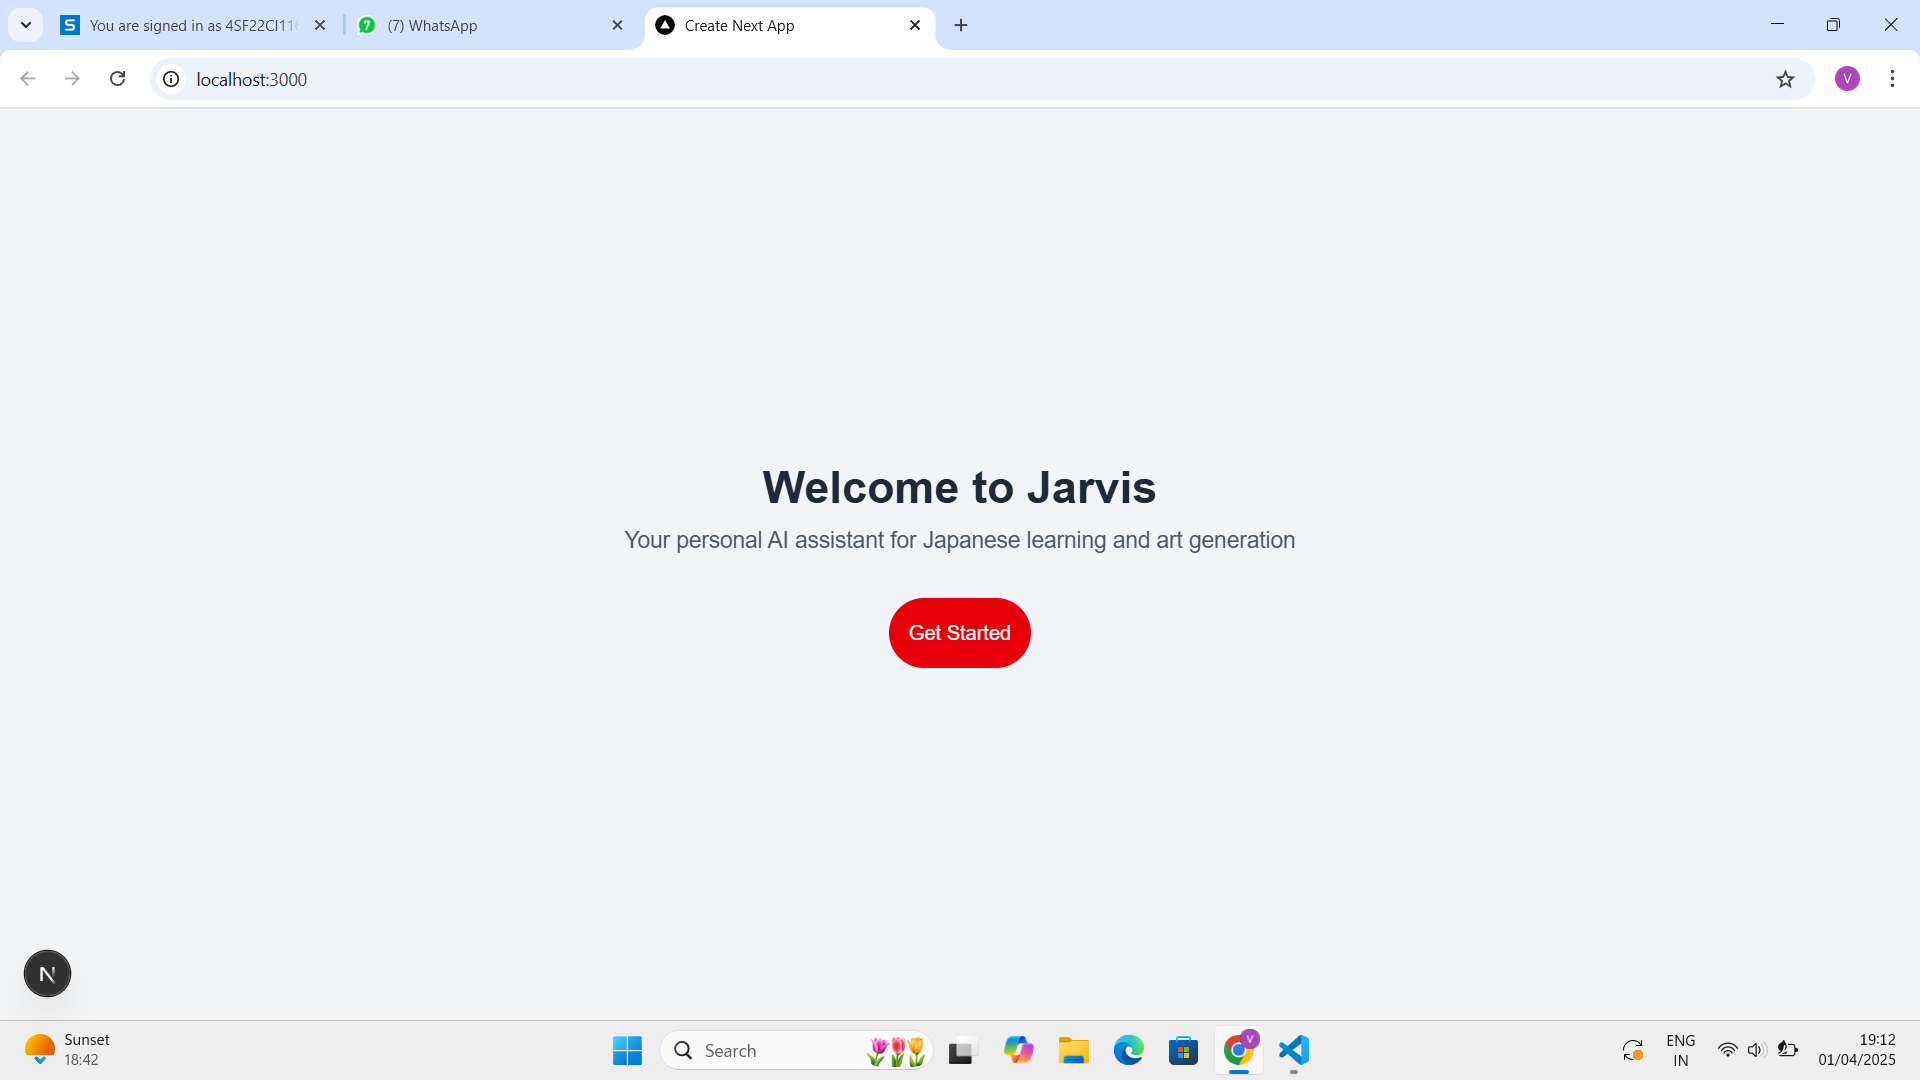 You are signed in as 4SF22CI116
(7) WhatsApp
Create Next App
localhost:3000
V
Welcome to Jarvis
Your personal AI assistant for Japanese learning and art generation
Get Started
N
Sunset
18:42
Search
V
ENG
IN
19:12
01/04/2025